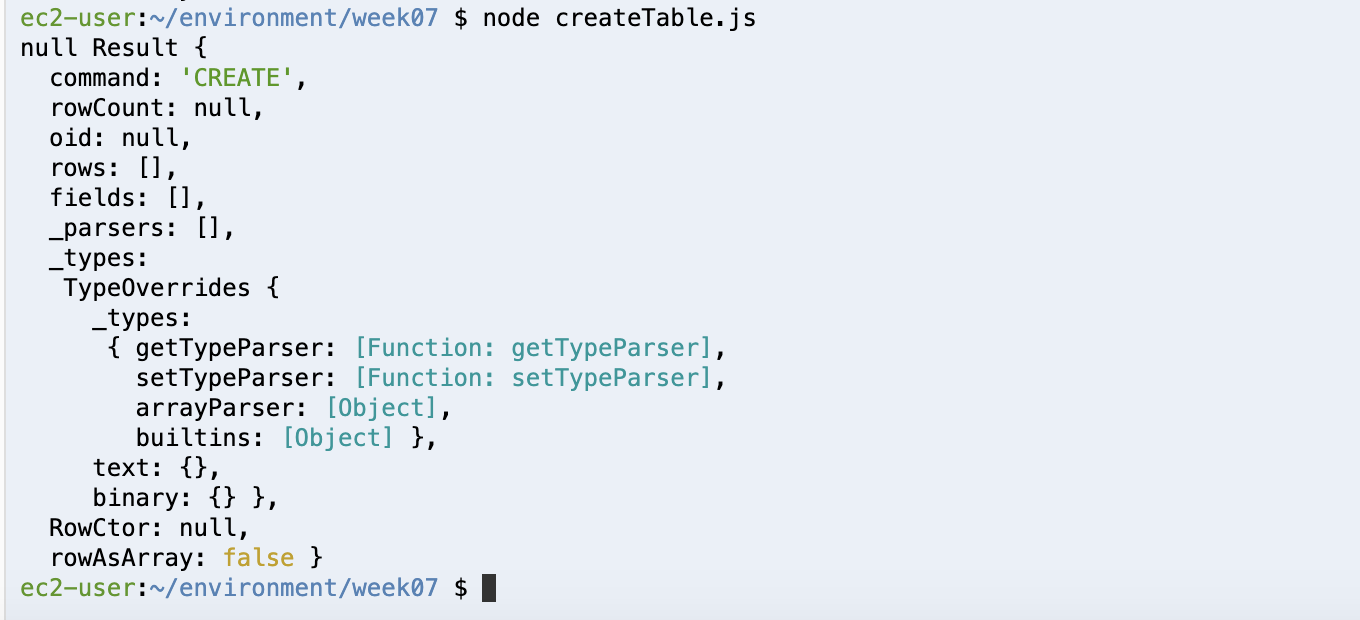 ec2-user:~/environment/week07 $ node createTable.js
null Result {
  command: 'CREATE',
  rowCount: null,
  oid: null,
  rows: [],
  fields: [],
  _parsers: [],
  _types:
   TypeOverrides {
     _types:
      { getTypeParser: [Function: getTypeParser],
        setTypeParser: [Function: setTypeParser],
        arrayParser: [Object],
        builtins: [Object] },
     text: {},
     binary: {} },
  RowCtor: null,
  rowAsArray: false }
ec2-user:~/environment/week07 $